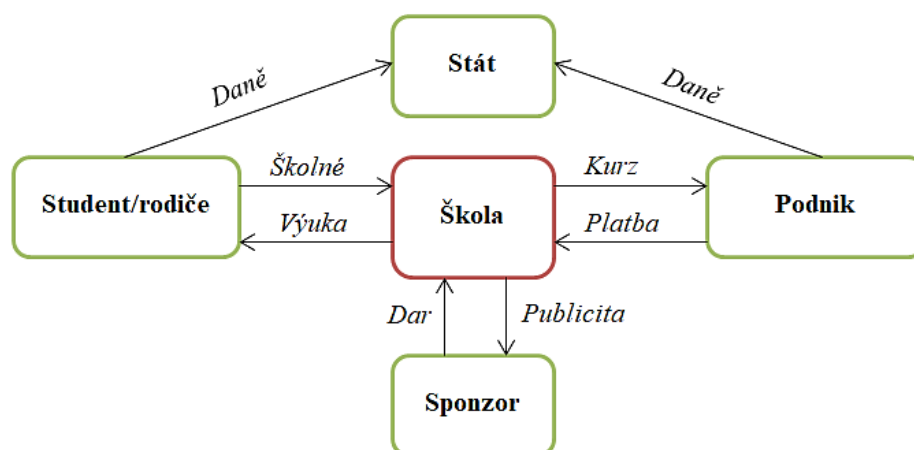 Stát
Daně
Daně
Student/rodiče
Školné
Výuka
Škola
Kurz
Platba
Podnik
Dar
Publicita
Sponzor